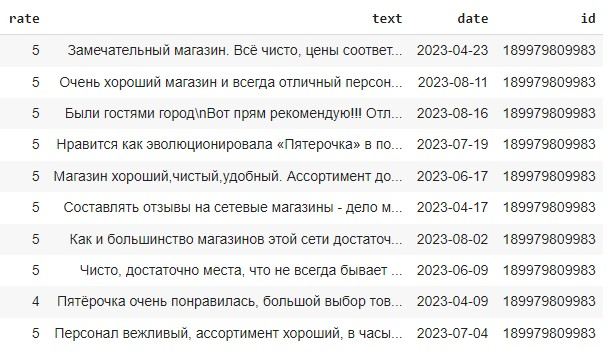 rate text date id
5 Замечательный магазин. Всё чисто, цены соответ... 2023-04-23 189979809983
5 Очень хороший магазин и всегда отличный персон... 2023-08-11 189979809983
5 Были гостями город\nВот прям рекомендую!!! Отл... 2023-08-16 189979809983
5 Нравится как эволюционировала «Пятерочка» в по... 2023-07-19 189979809983
5 Магазин хороший,чистый,удобный. Ассортимент до... 2023-06-17 189979809983
5 Составлять отзывы на сетевые магазины - дело м... 2023-04-17 189979809983
5 Как и большинство магазинов этой сети достаточ... 2023-08-02 189979809983
5 Чисто, достаточно места, что не всегда бывает ... 2023-06-09 189979809983
4 Пятёрочка очень понравилась, большой выбор тов... 2023-04-09 189979809983
5 Персонал вежливый, ассортимент хороший, в часы... 2023-07-04 189979809983